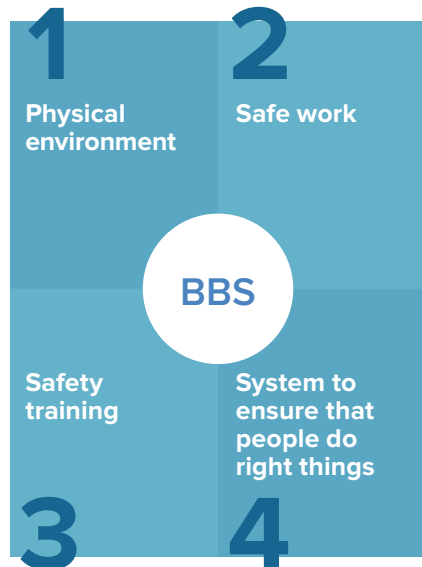 1
Physical
environment
2
Safe work
BBS
Safety
training
3
System to
ensure that
people do
right things
4